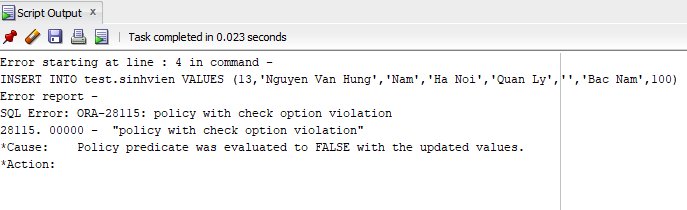 Script Output x
Task completed in 0.023 seconds
Error starting at line : 4 in command -
INSERT INTO test.sinhvien VALUES (13,'Nguyen Van Hung','Nam','Ha Noi','Quan Ly','','Bac Nam',100)
Error report -
SQL Error: ORA-28115: policy with check option violation
28115. 00000 -  "policy with check option violation"
*Cause:    Policy predicate was evaluated to FALSE with the updated values.
*Action: